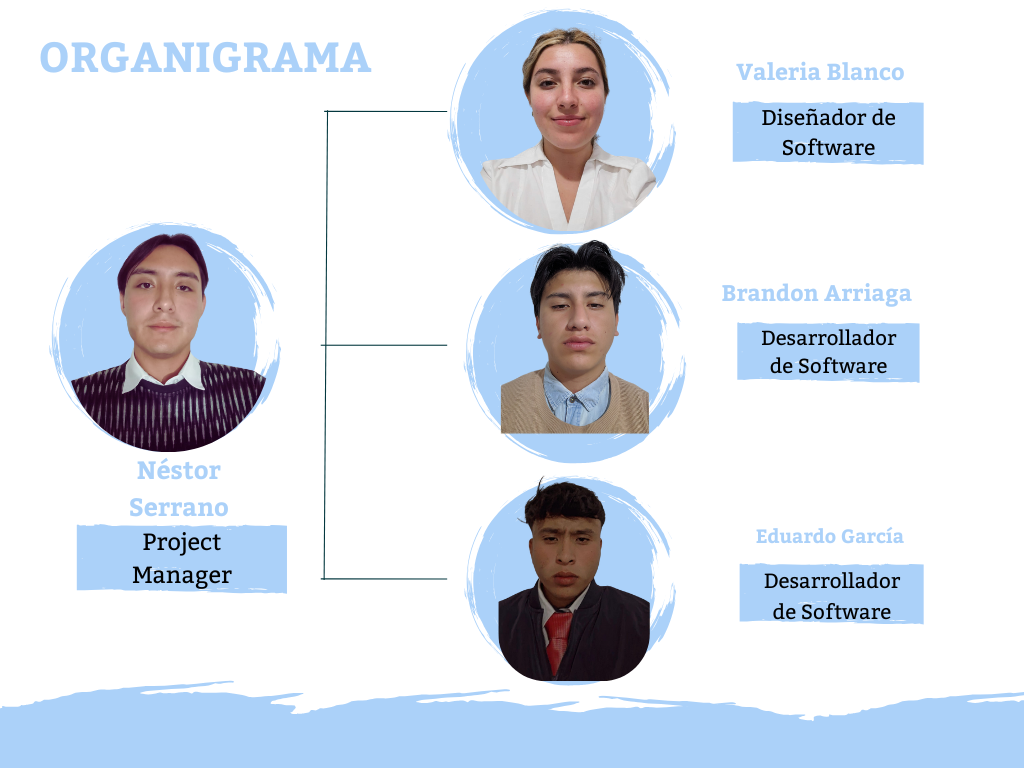 ORGANIGRAMA
Valeria Blanco
Diseñador de
Software
Brandon Arriaga
Desarrollador
de Software
Néstor
Serrano
Project
Manager
Eduardo García
Desarrollador
de Software